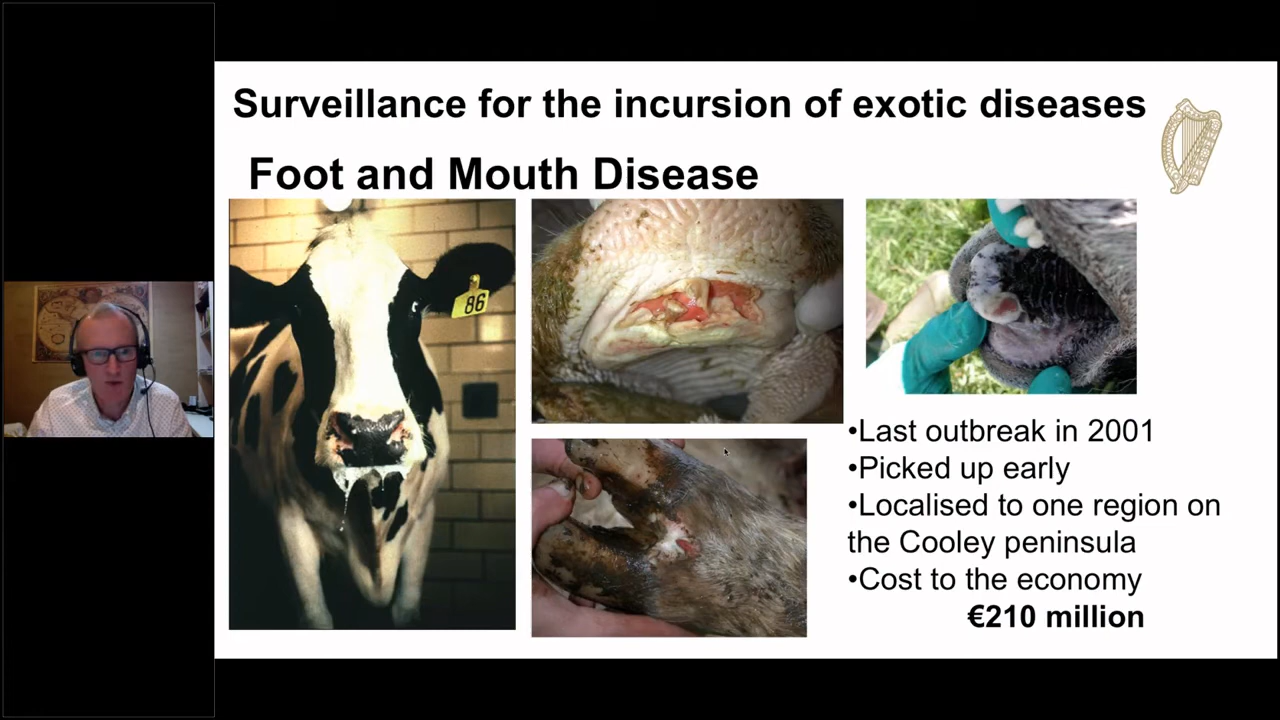 Surveillance for the incursion of exotic diseases
Foot and Mouth Disease
86
•Last outbreak in 2001
•Picked up early
•Localised to one region on
the Cooley peninsula
•Cost to the economy
€210 million